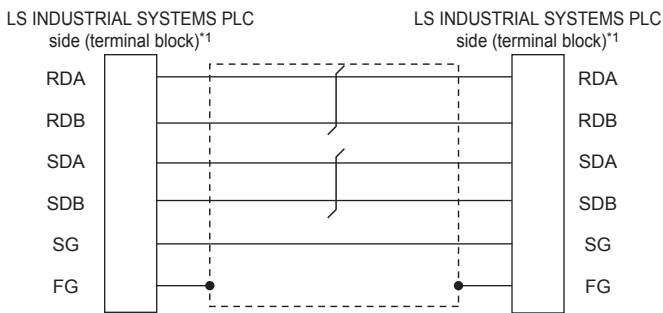 LS INDUSTRIAL SYSTEMS PLC
side (terminal block)*1
LS INDUSTRIAL SYSTEMS PLC
side (terminal block)*1
RDA
RDA
RDB
RDB
SDA
SDA
SDB
SDB
SG
SG
FG
FG